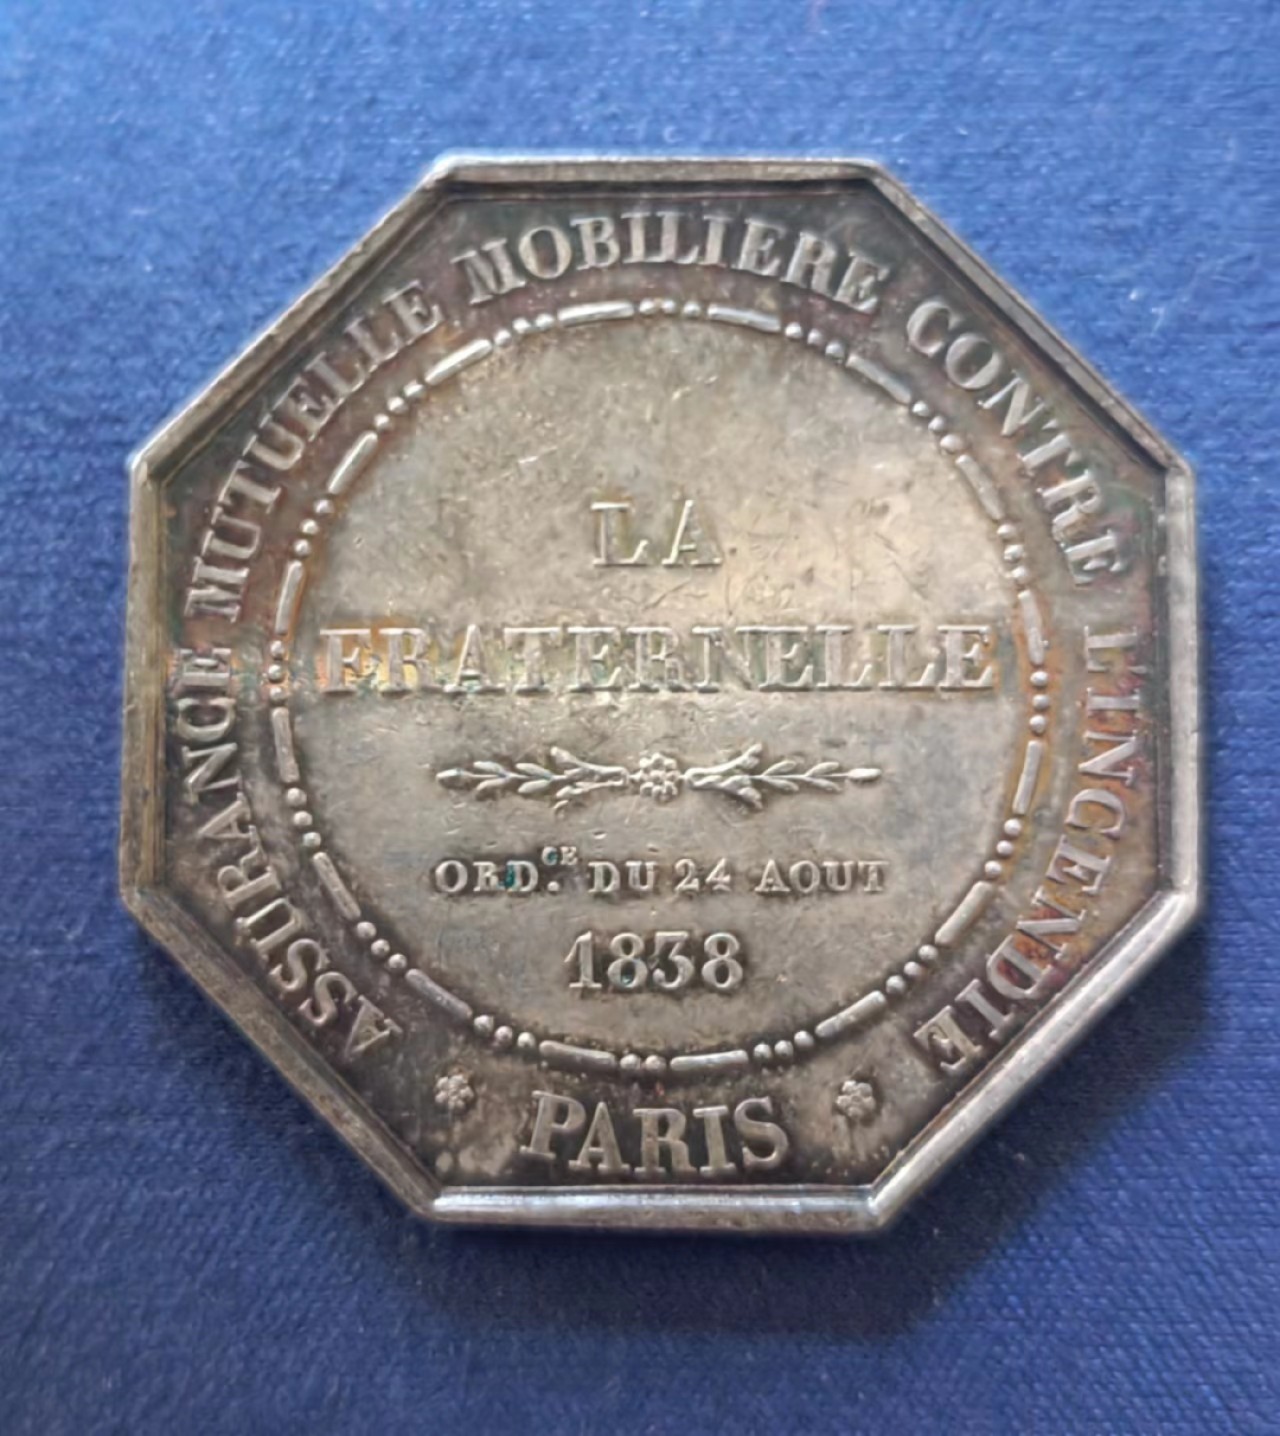 ASSURANCE MUTUELLE MOBILIERE CONTRE L'INCENDIE
LA
FRATERNELLE
ORD.CE DU 24 AOUT
1838
PARIS